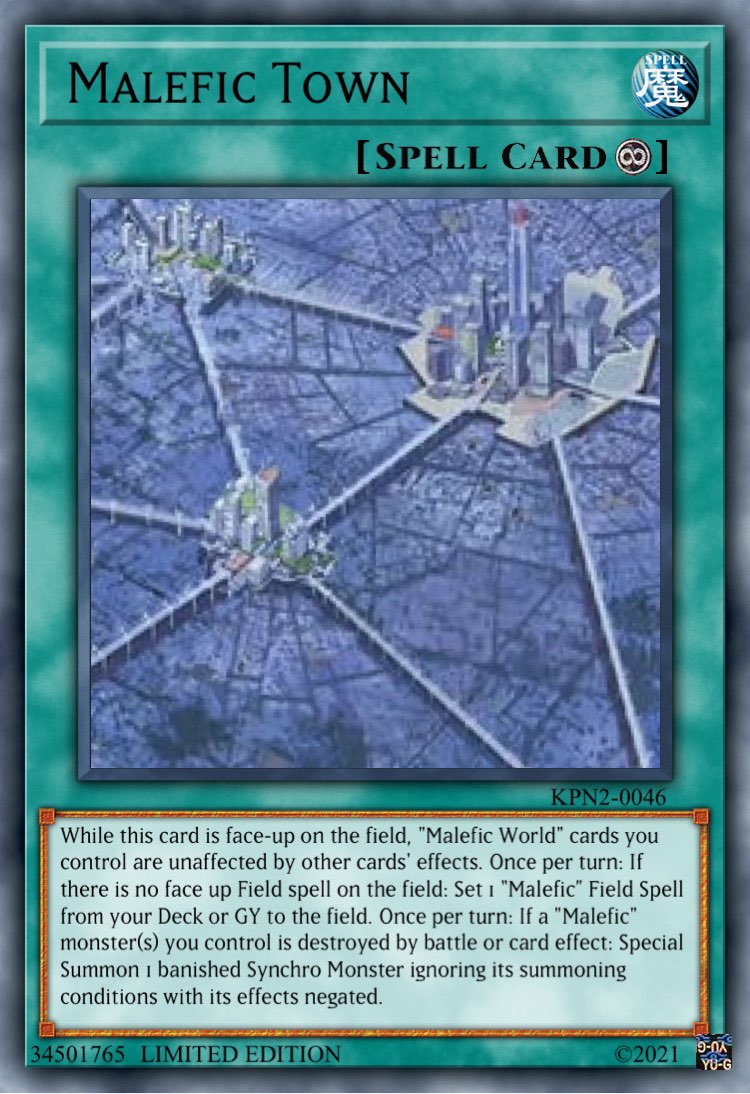 Malefic Town
SPELL
魔
[Spell Card]
KPN2-0046
While this card is face-up on the field, "Malefic World" cards you
control are unaffected by other cards' effects. Once per turn: If
there is no face up Field spell on the field: Set 1 "Malefic" Field Spell
from your Deck or GY to the field. Once per turn: If a "Malefic"
monster(s) you control is destroyed by battle or card effect: Special
Summon 1 banished Synchro Monster ignoring its summoning
conditions with its effects negated.
34501765 LIMITED EDITION
©2021
YU-G
YU-G